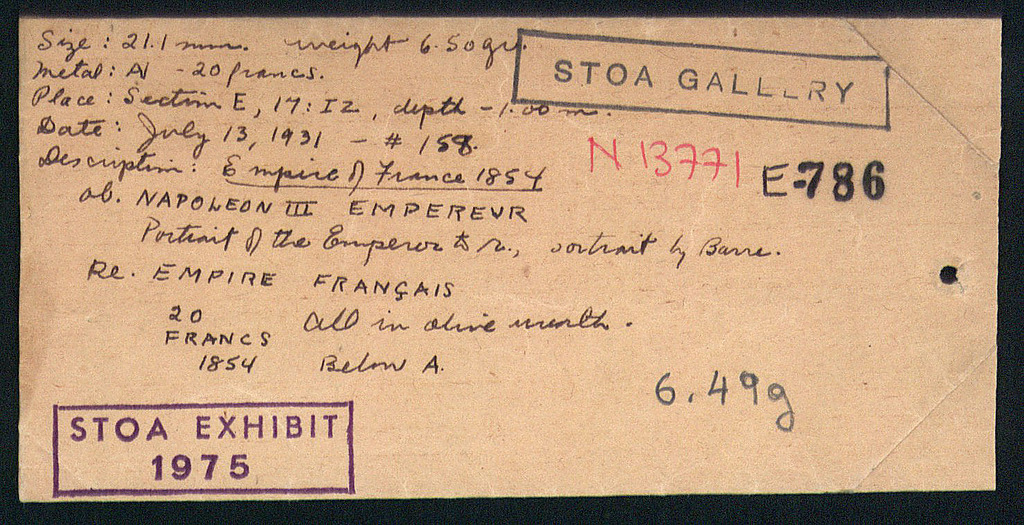 Size: 21.1 mm. weight 6.50gr.
Metal: A/ - 20 francs.
Place: Section E, 17:IZ, depth - 1.00 m.
Date: July 13, 1931 - # 158.
Description: Empire of France 1854
ob. NAPOLEON III EMPEREVR
Portrait of the Emperor to r., portrait by Barre.
Re. EMPIRE FRANÇAIS
20
FRANCS
1854
All in olive wreath.
Below A.
STOA GALLERY
N 13771
E-786
6.49g
STOA EXHIBIT
1975